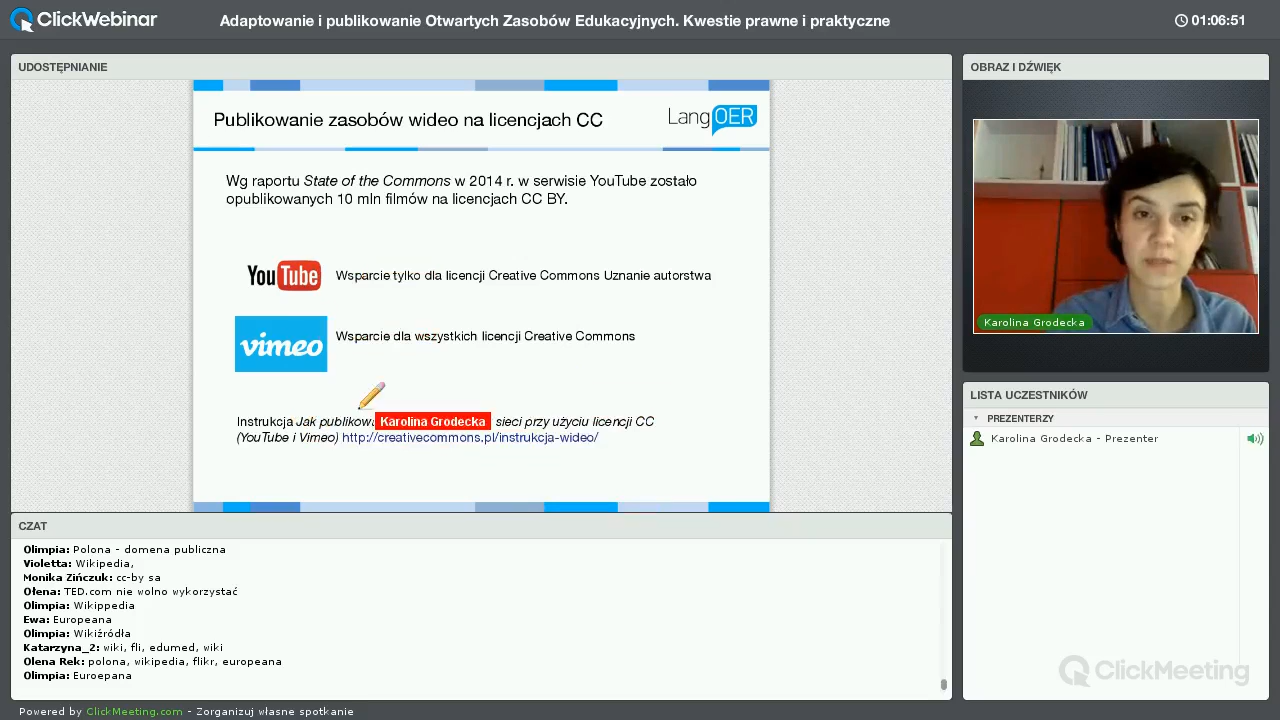 ClickWebinar
Adaptowanie i publikowanie Otwartych Zasobów Edukacyjnych. Kwestie prawne i praktyczne
01:06:51
UDOSTĘPNIANIE
Publikowanie zasobów wideo na licencjach CC
LangOER
Wg raportu State of the Commons w 2014 r. w serwisie YouTube zostało
opublikowanych 10 mln filmów na licencjach CC BY.
YouTube
Wsparcie tylko dla licencji Creative Commons Uznanie autorstwa
vimeo
Wsparcie dla wszystkich licencji Creative Commons
Instrukcja Jak publikow Karolina Grodecka sieci przy użyciu licencji CC
(YouTube i Vimeo) http://creativecommons.pl/instrukcja-wideo/
OBRAZ I DŹWIĘK
Karolina Grodecka
LISTA UCZESTNIKÓW
PREZENTERZY
Karolina Grodecka - Prezenter
ClickMeeting
CZAT
Olimpia: Polona - domena publiczna
Violetta: Wikipedia,
Monika Zińczuk: cc-by sa
Ołena: TED.com nie wolno wykorzystać
Olimpia: Wikippedia
Ewa: Europeana
Olimpia: Wikiźródła
Katarzyna_2: wiki, fli, edumed, wiki
Olena Rek: polona, wikipedia, flikr, europeana
Olimpia: Euroepana
Powered by ClickMeeting.com - Zorganizuj własne spotkanie